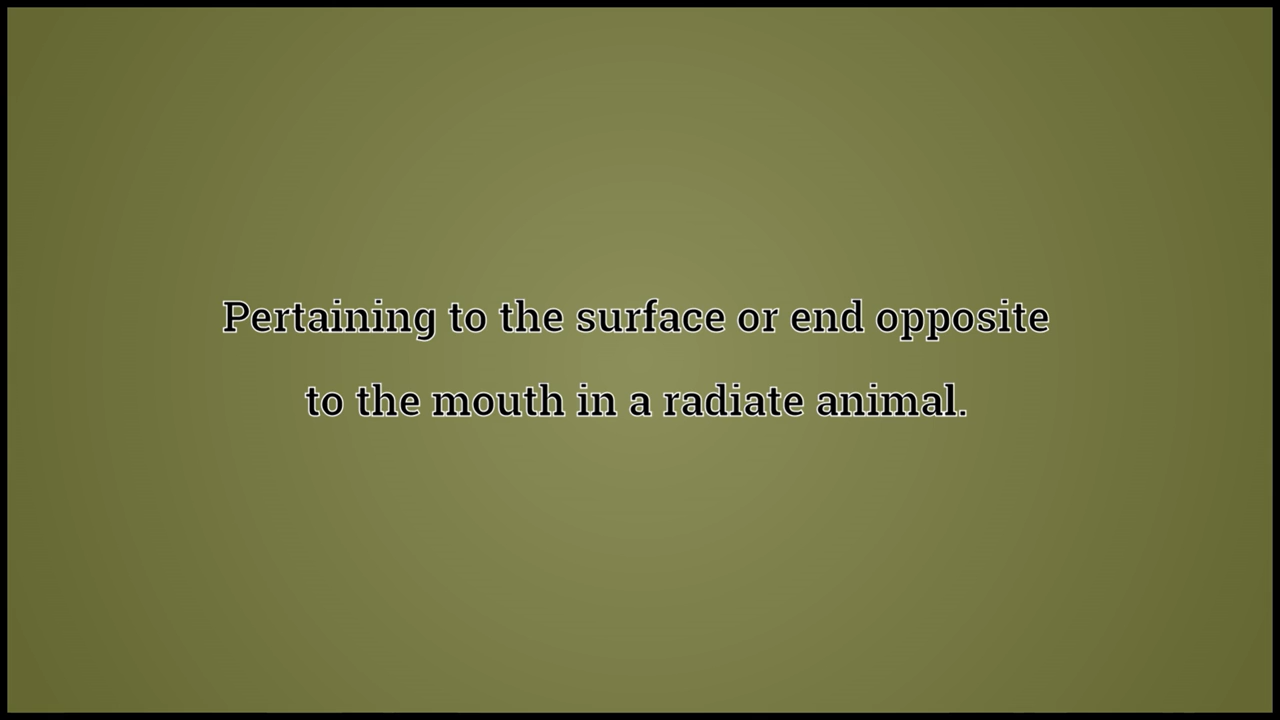 Pertaining to the surface or end opposite
to the mouth in a radiate animal.